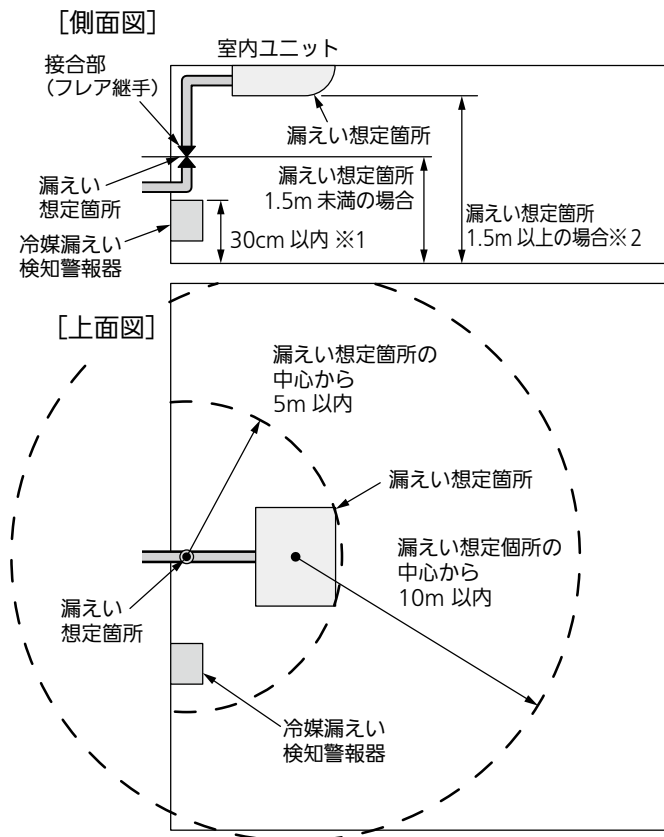 ［側面図］
室内ユニット
接合部
（フレア継手）
漏えい想定箇所
漏えい
想定箇所
漏えい想定箇所
1.5m 未満の場合
漏えい想定箇所
1.5m 以上の場合※2
冷媒漏えい
検知警報器
30cm 以内 ※1
［上面図］
漏えい想定箇所の
中心から
5m 以内
漏えい想定箇所
漏えい想定個所の
中心から
10m 以内
漏えい
想定箇所
冷媒漏えい
検知警報器